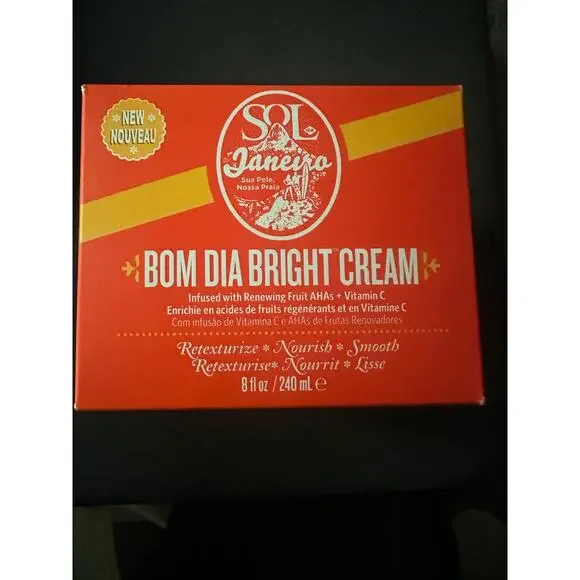 NEW
NOUVEAU
SOL
de
Janeiro
Sua Pele,
Nossa Praia
BOM DIA BRIGHT™ CREAM
Infused with Renewing Fruit AHAs + Vitamin C
Enrichie en acides de fruits régénérants et en Vitamine C
Com infusão de Vitamina C e AHAs de Frutas Renovadores
Retexturize * Nourish * Smooth
Retexturise * Nourrit * Lisse
8 fl oz / 240 mL ℮